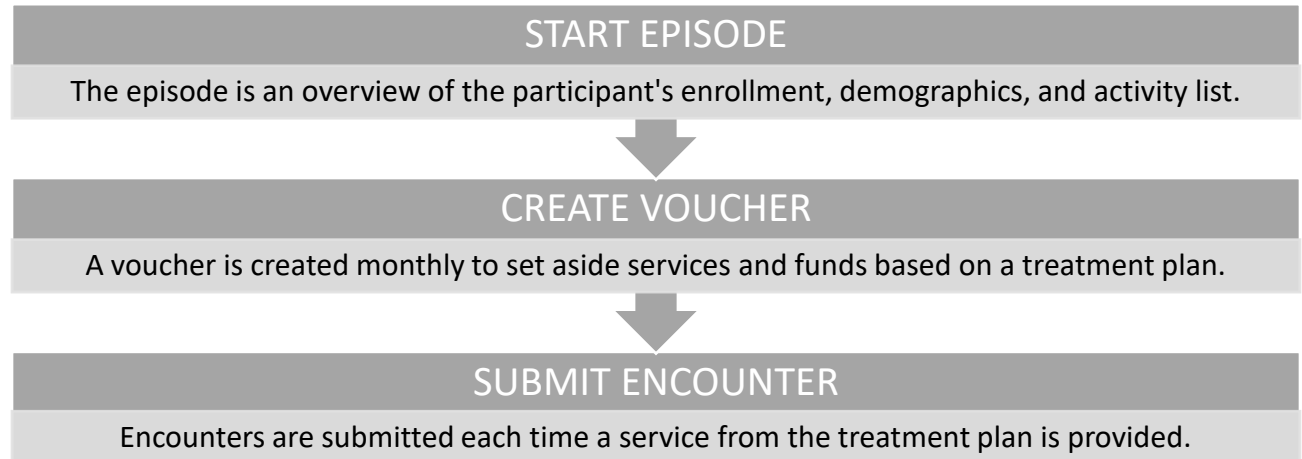 START EPISODE
The episode is an overview of the participant's enrollment, demographics, and activity list.
CREATE VOUCHER
A voucher is created monthly to set aside services and funds based on a treatment plan.
SUBMIT ENCOUNTER
Encounters are submitted each time a service from the treatment plan is provided.